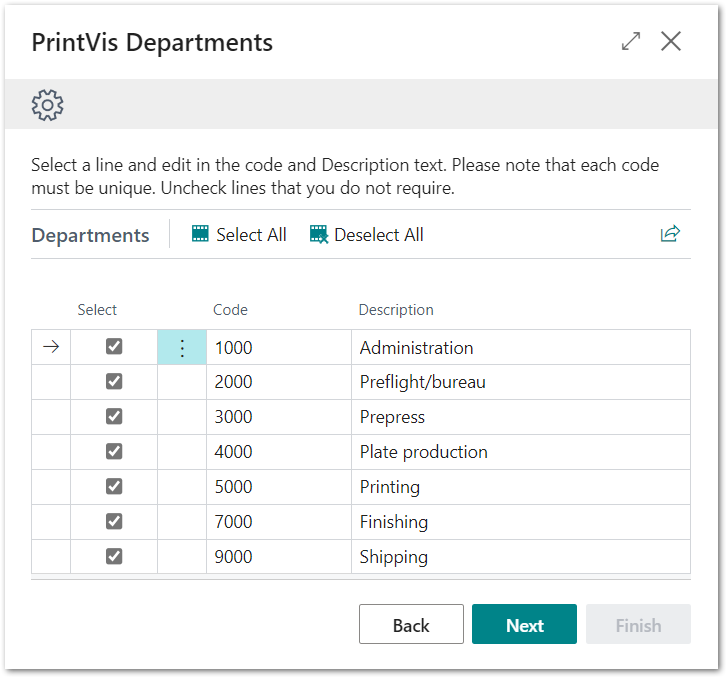 PrintVis Departments
Select a line and edit in the code and Description text. Please note that each code
must be unique. Uncheck lines that you do not require.
Departments Select All Deselect All
Select Code Description
1000 Administration
2000 Preflight/bureau
3000 Prepress
4000 Plate production
5000 Printing
7000 Finishing
9000 Shipping
Back Next Finish